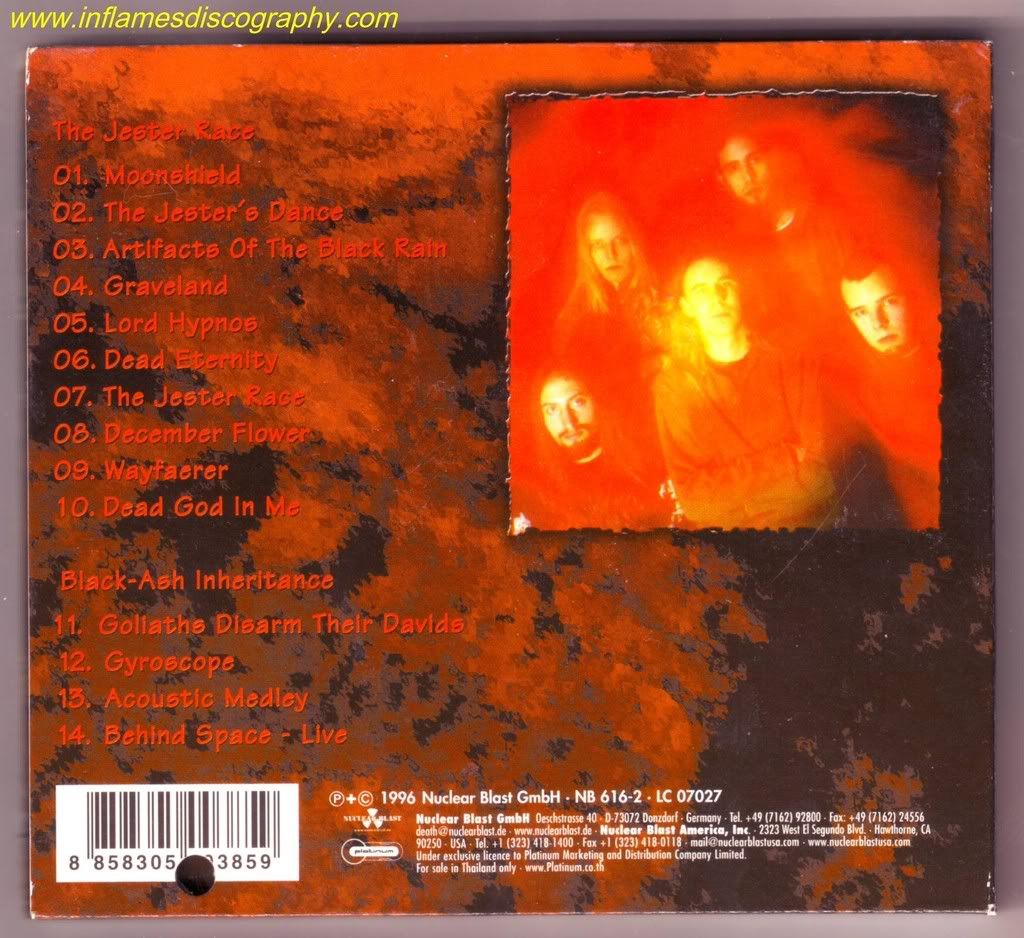 www.inflamesdiscography.com
The Jester Race
01. Moonshield
02. The Jester's Dance
03. Artifacts Of The Black Rain
04. Graveland
05. Lord Hypnos
06. Dead Eternity
07. The Jester Race
08. December Flower
09. Wayfaerer
10. Dead God In Me
Black-Ash Inheritance
11. Goliaths Disarm Their Davids
12. Gyroscope
13. Acoustic Medley
14. Behind Space - Live
Ⓟ+© 1996 Nuclear Blast GmbH · NB 616-2 · LC 07027
NUCLEAR BLAST
Nuclear Blast GmbH Oeschstrasse 40 · D-73072 Donzdorf · Germany · Tel. +49 (7162) 92800 · Fax: +49 (7162) 24556
death@nuclearblast.de · www.nuclearblast.de · Nuclear Blast America, Inc. · 2323 West El Segundo Blvd. · Hawthorne, CA
90250 · USA · Tel. +1 (323) 418-1400 · Fax +1 (323) 418-0118 · mail@nuclearblastusa.com · www.nuclearblastusa.com
platinum
Under exclusive licence to Platinum Marketing and Distribution Company Limited.
For sale in Thailand only · www.Platinum.co.th
8 858305 3859